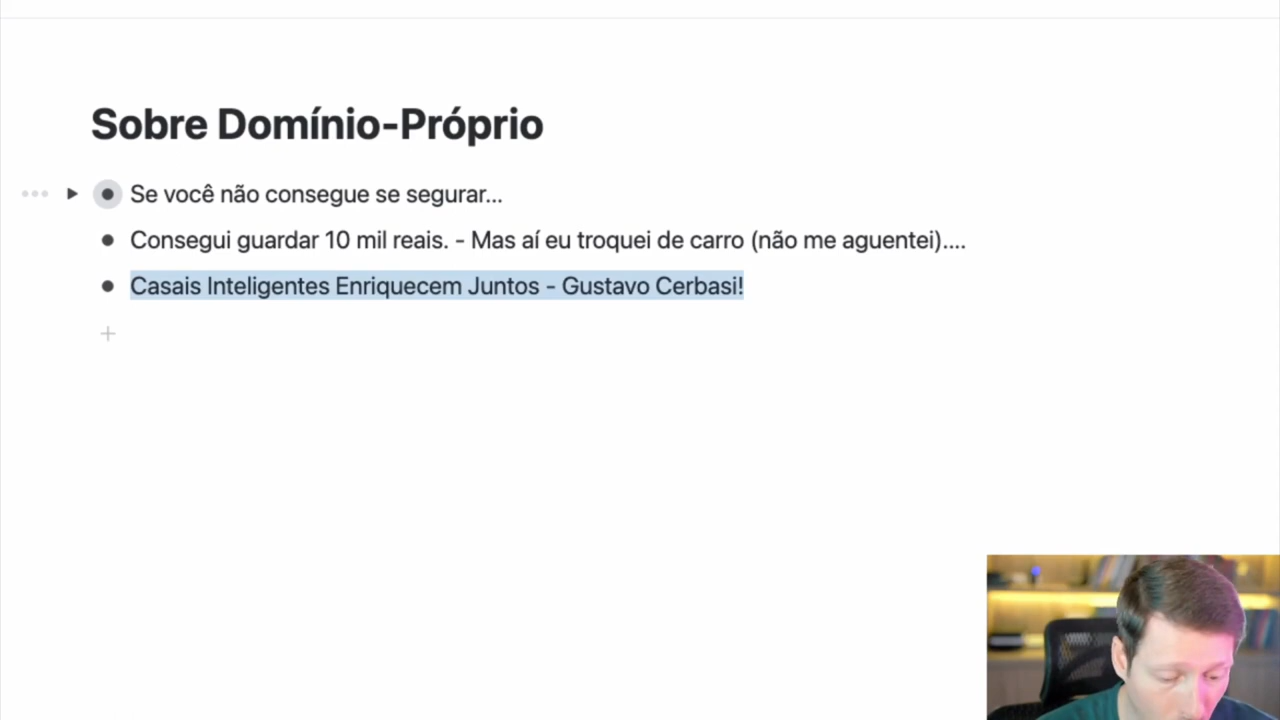 Sobre Domínio-Próprio
Se você não consegue se segurar...
Consegui guardar 10 mil reais. - Mas aí eu troquei de carro (não me aguentei)....
Casais Inteligentes Enriquecem Juntos - Gustavo Cerbasi!